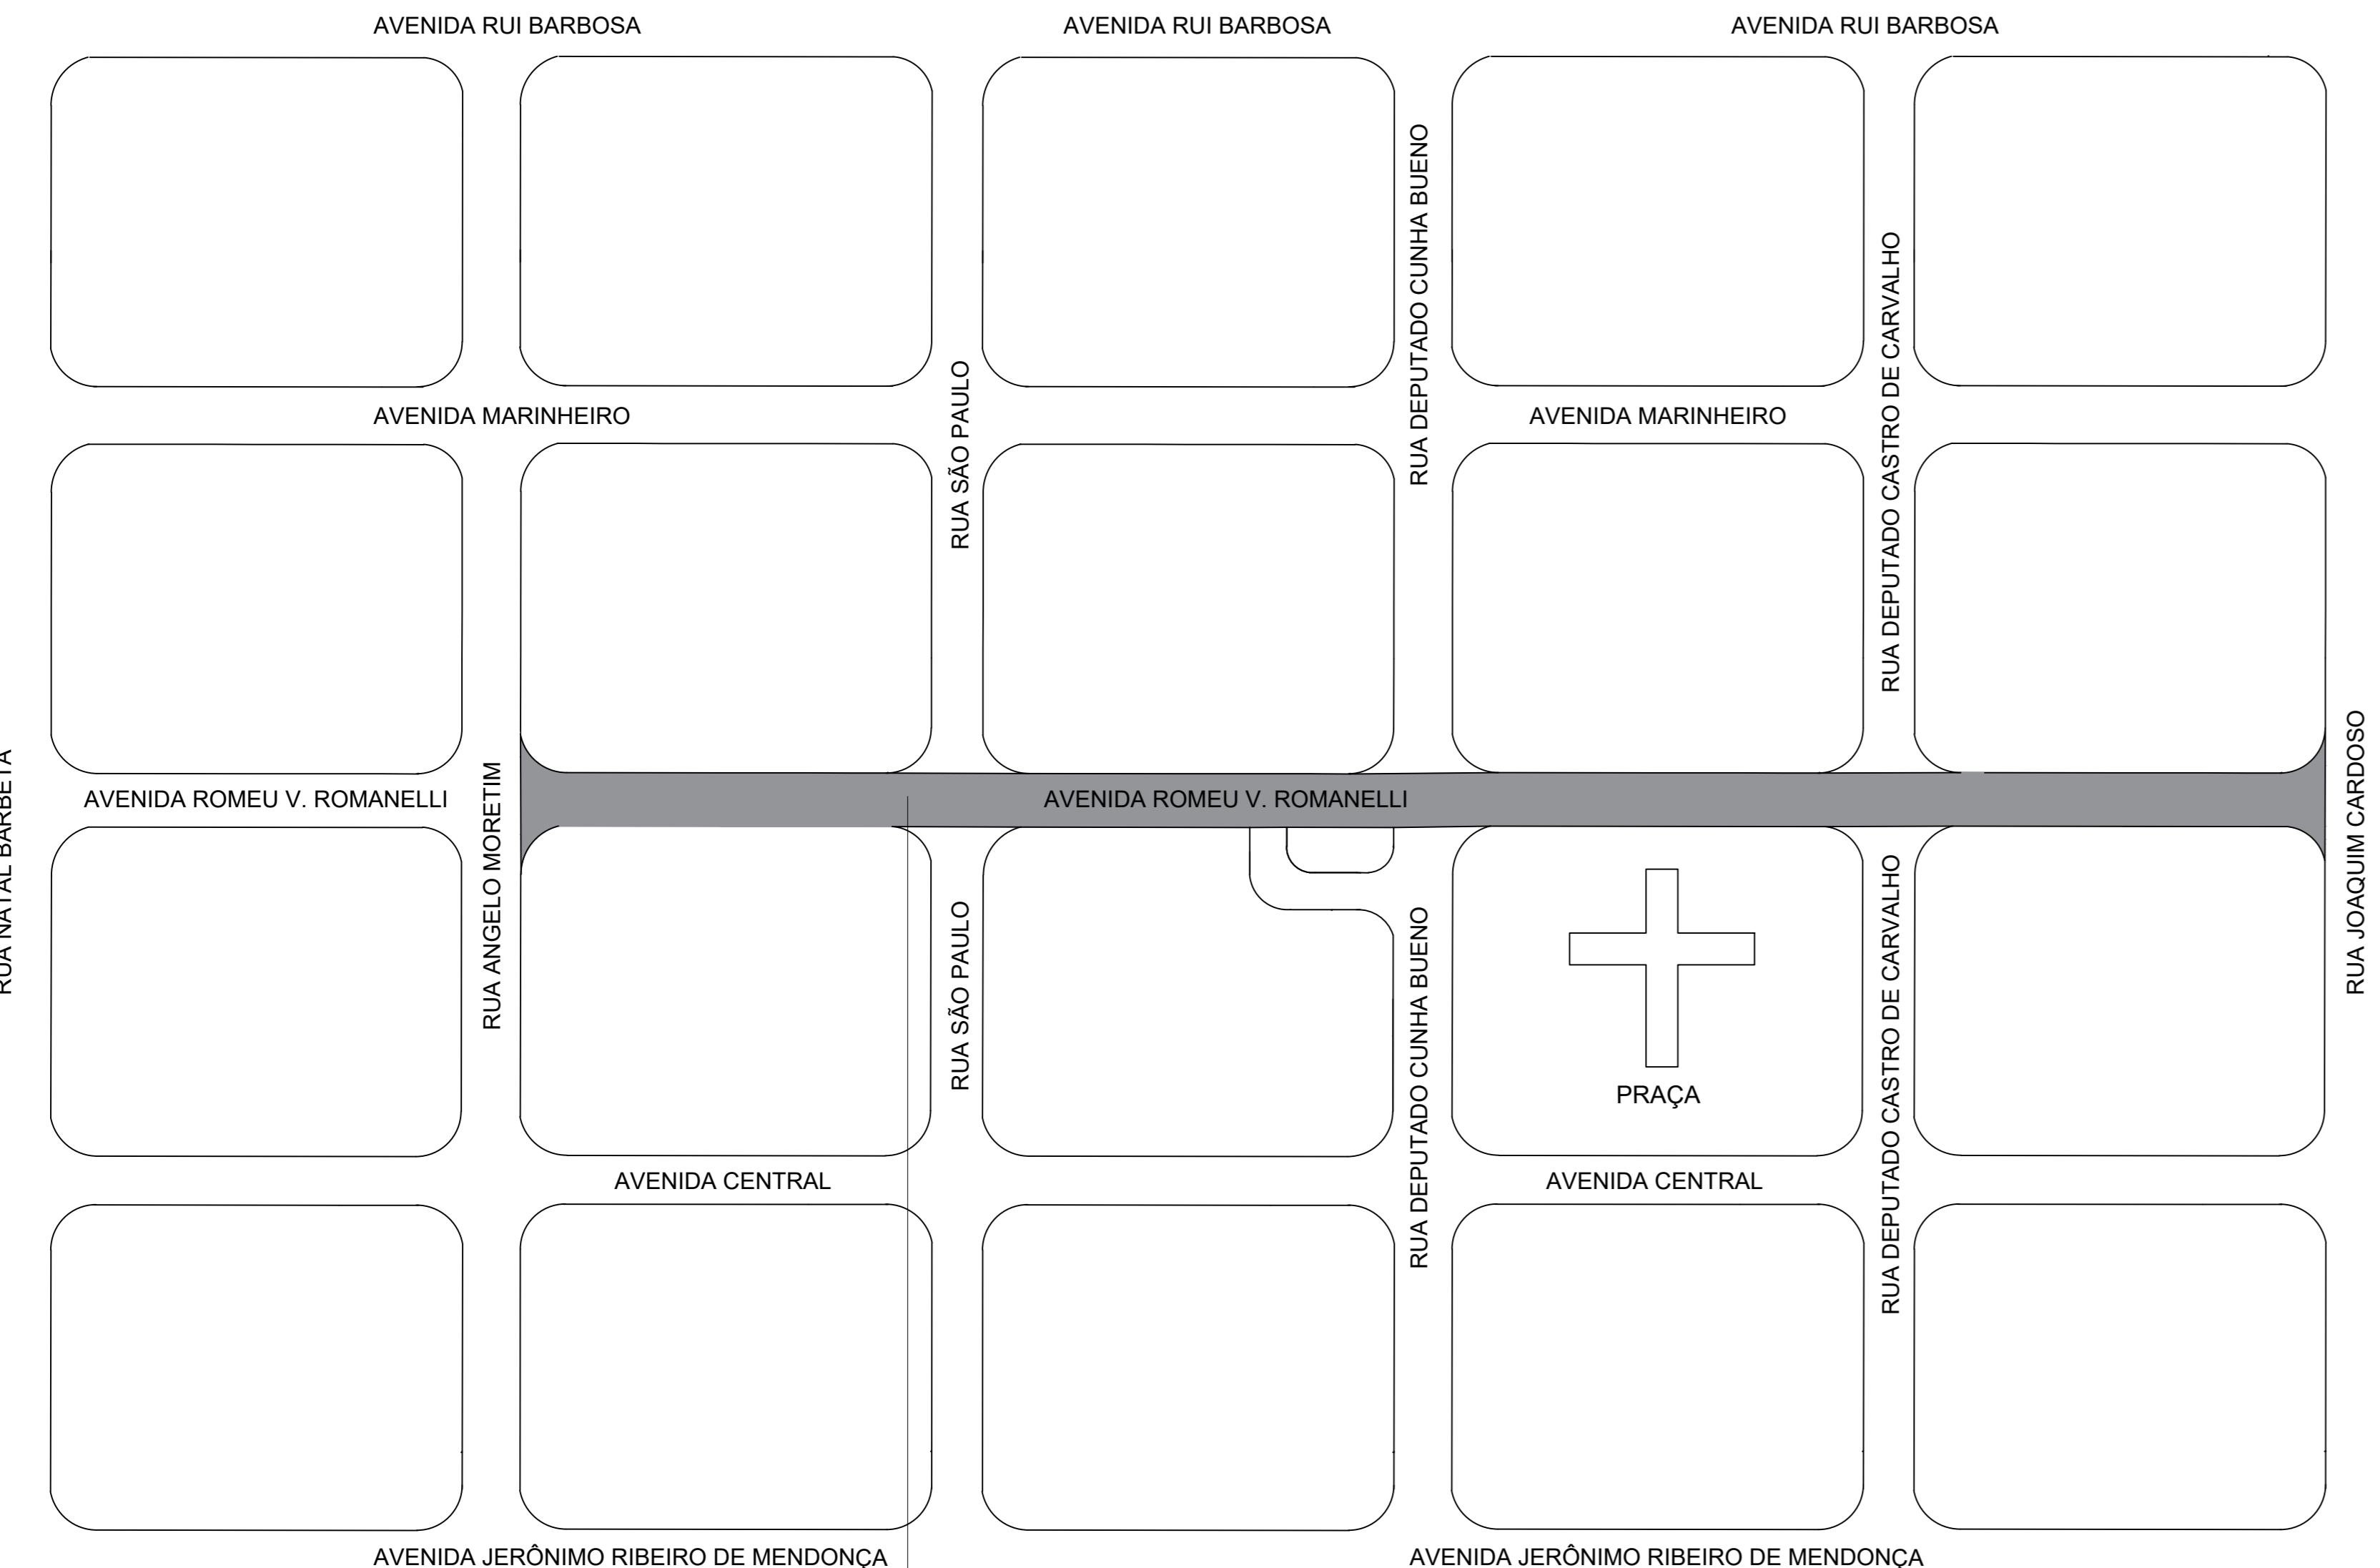 AVENIDA RUI BARBOSA
AVENIDA RUI BARBOSA
AVENIDA RUI BARBOSA
RUA DEPUTADO CUNHA BUENO
RUA DEPUTADO CASTRO DE CARVALHO
RUA SÃO PAULO
AVENIDA MARINHEIRO
AVENIDA MARINHEIRO
RUA NATAL BARBETA
AVENIDA ROMEU V. ROMANELLI
RUA ANGELO MORETIM
AVENIDA ROMEU V. ROMANELLI
RUA JOAQUIM CARDOSO
RUA SÃO PAULO
RUA DEPUTADO CUNHA BUENO
PRAÇA
RUA DEPUTADO CASTRO DE CARVALHO
AVENIDA CENTRAL
AVENIDA CENTRAL
AVENIDA JERÔNIMO RIBEIRO DE MENDONÇA
AVENIDA JERÔNIMO RIBEIRO DE MENDONÇA